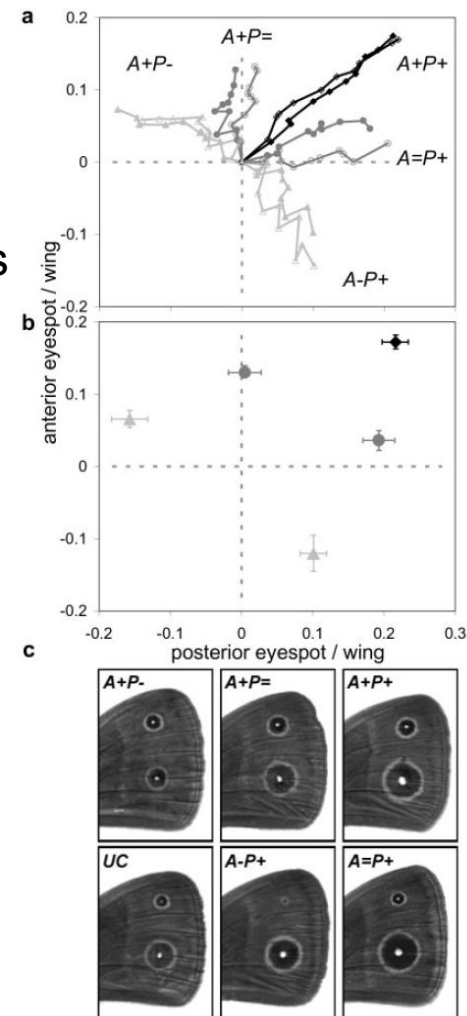 a
0.2
0.1
0
-0.1
-0.2
A+P-
A+P=
A+P+
A=P+
A-P+
s
anterior eyespot / wing
b
0.2
0.1
0
-0.1
-0.2
-0.2 -0.1 0 0.1 0.2 0.3
posterior eyespot / wing
c
A+P- A+P= A+P+
UC A-P+ A=P+